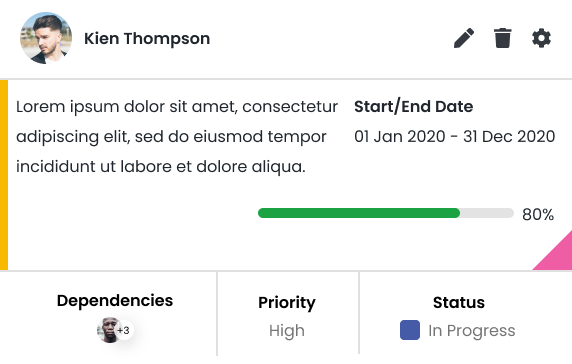 Kien Thompson
Lorem ipsum dolor sit amet, consectetur
adipiscing elit, sed do eiusmod tempor
incididunt ut labore et dolore aliqua.
Start/End Date
01 Jan 2020 - 31 Dec 2020
80%
Dependencies
+3
Priority
High
Status
In Progress